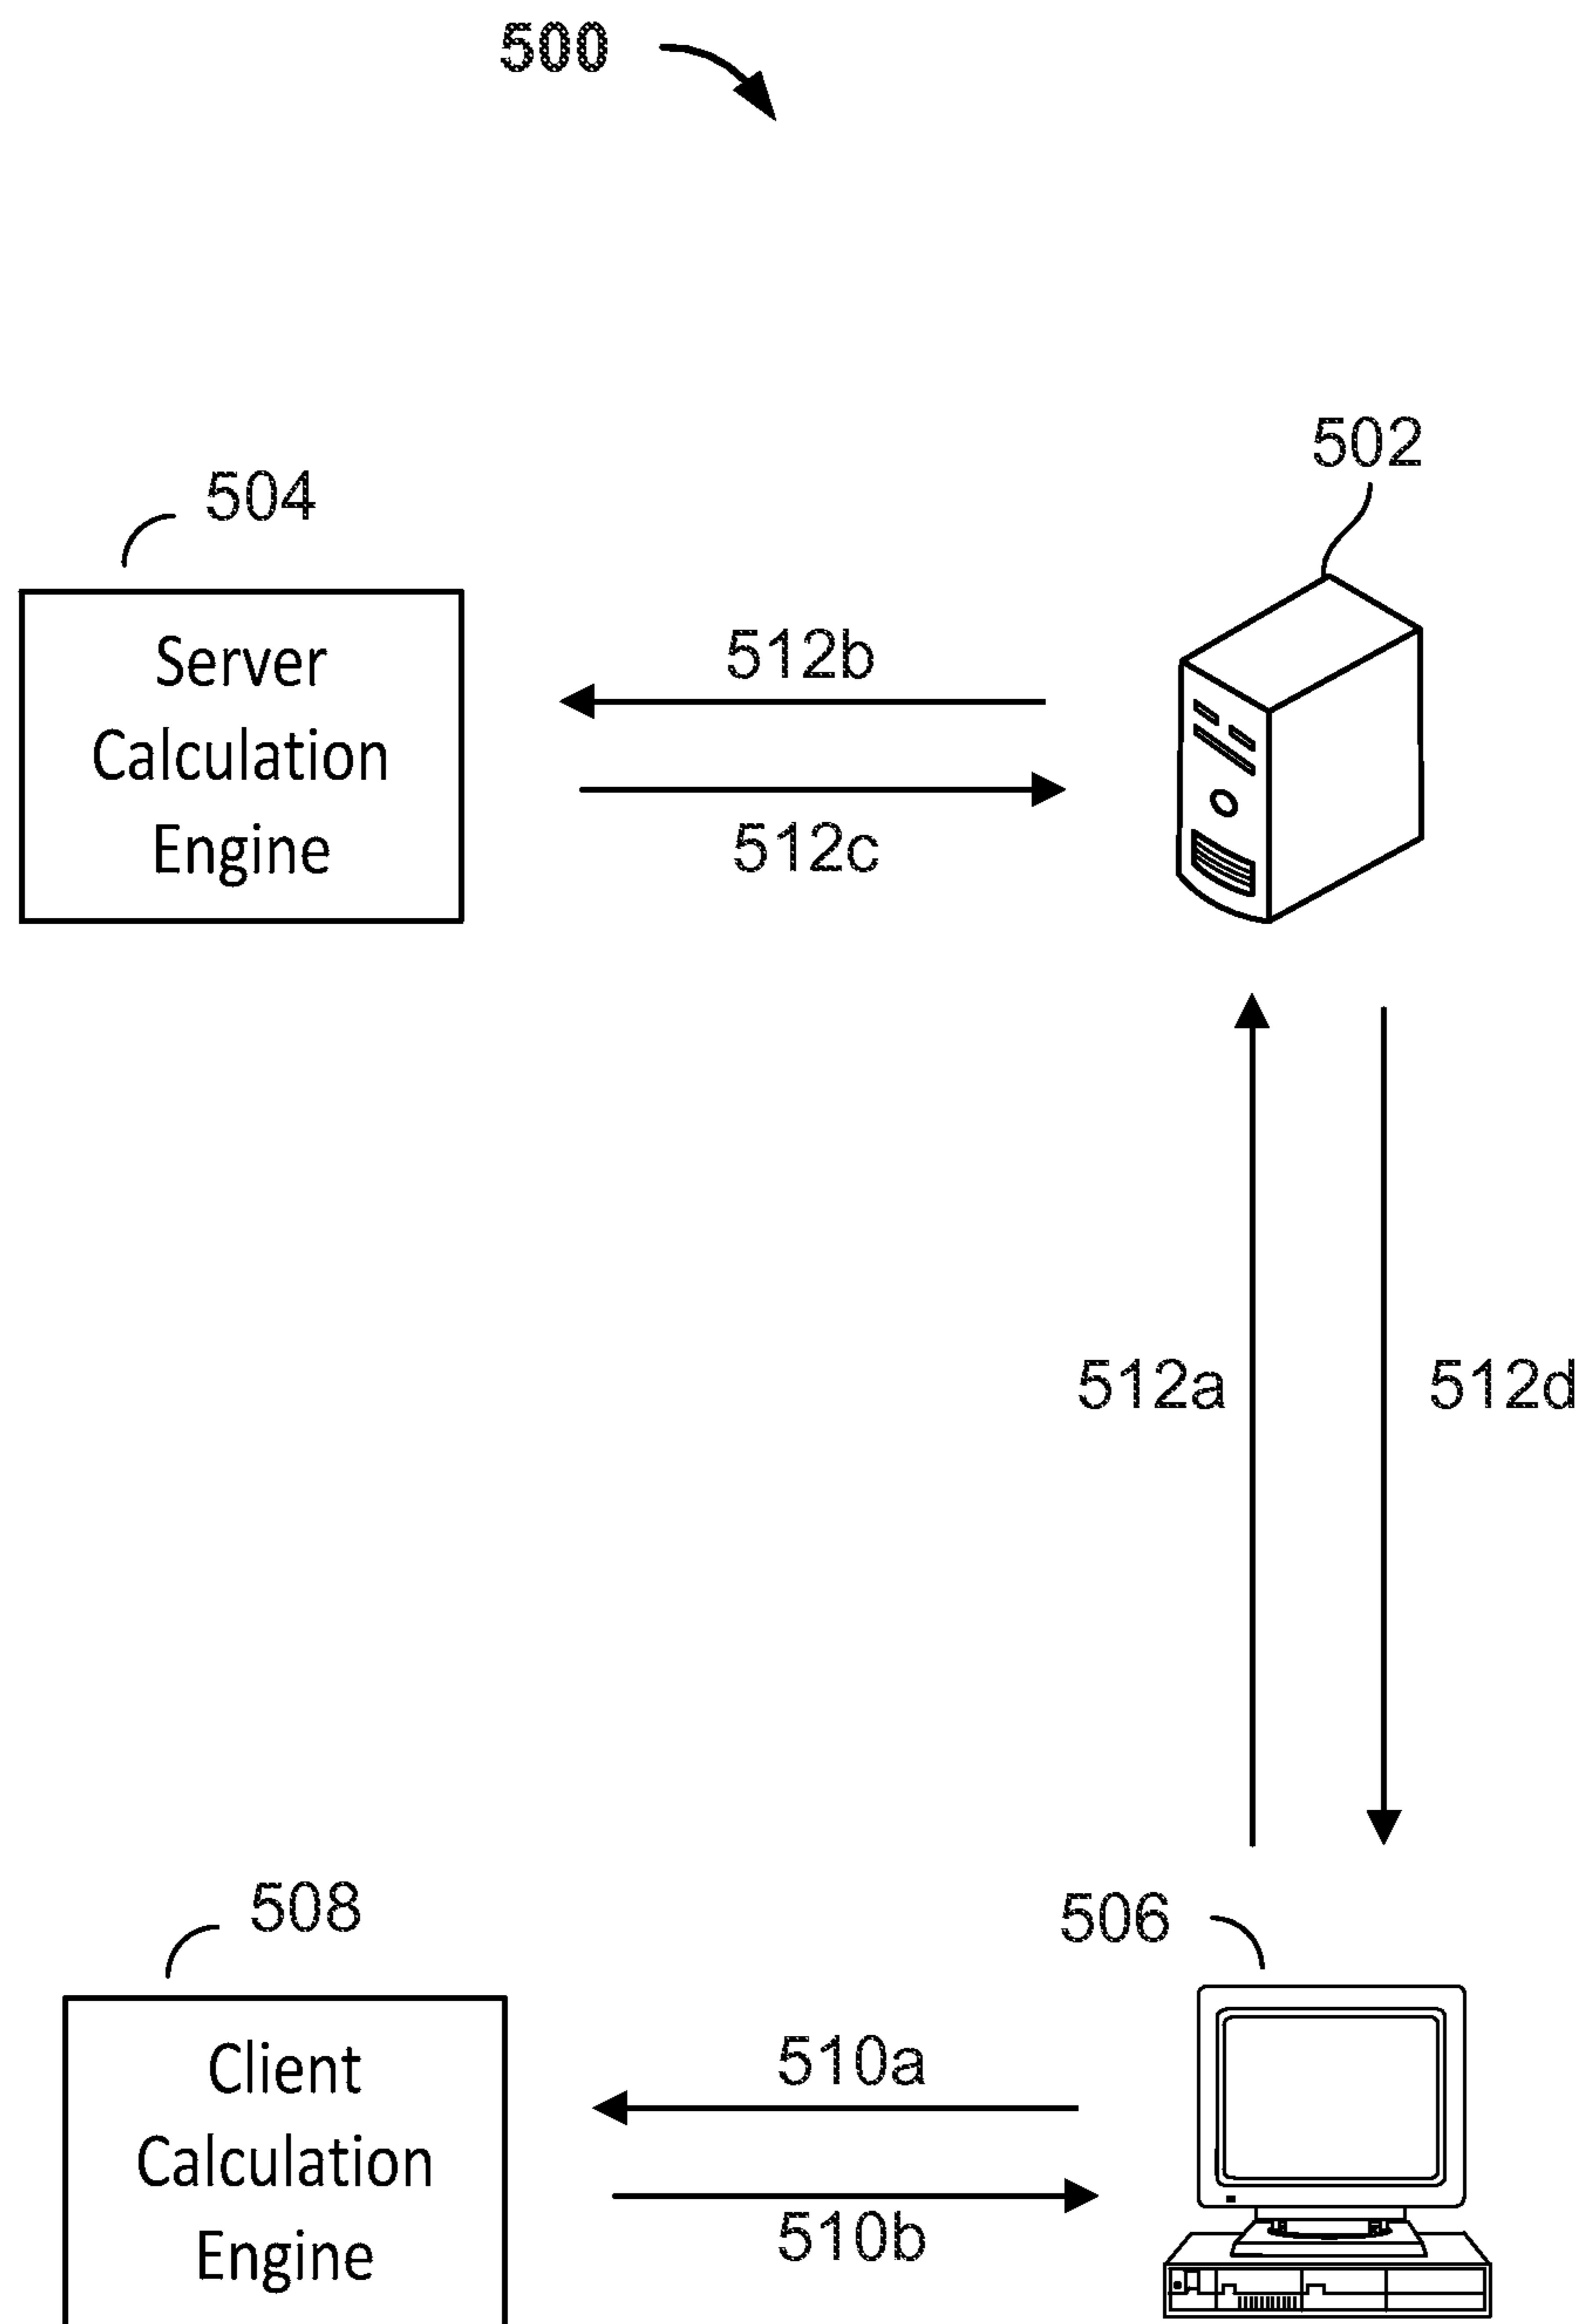 500
502
504
Server
Calculation
Engine
512b
512c
512a
512d
508
506
Client
Calculation
Engine
510a
510b